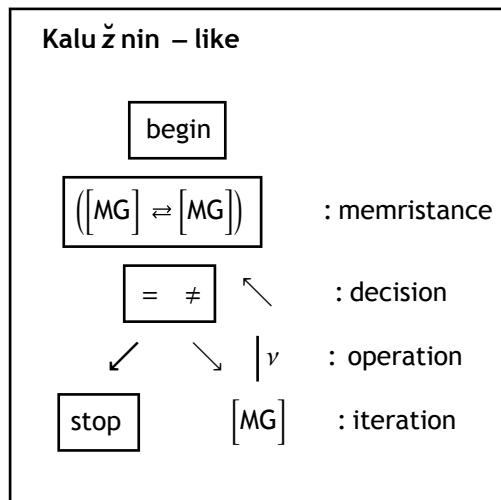 Kalu ž nin – like
begin
([MG] ⇄ [MG]) : memristance
= ≠ ↖ : decision
↙ ↘ | ν : operation
stop [MG] : iteration